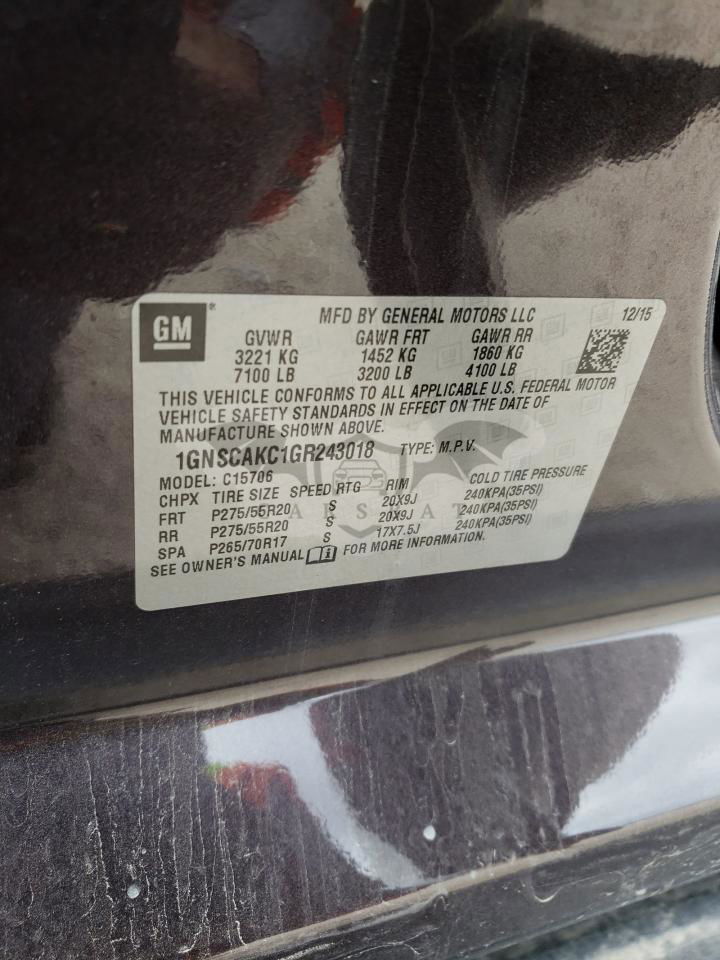 GM ®
MFD BY GENERAL MOTORS LLC 12/15
GVWR GAWR FRT GAWR RR
3221 KG 1452 KG 1860 KG
7100 LB 3200 LB 4100 LB
THIS VEHICLE CONFORMS TO ALL APPLICABLE U.S. FEDERAL MOTOR
VEHICLE SAFETY STANDARDS IN EFFECT ON THE DATE OF
MANUFACTURE SHOWN ABOVE.
1GNSCAKC1GR243018 TYPE: M.P.V.
MODEL: C15706
CHPX TIRE SIZE SPEED RTG RIM COLD TIRE PRESSURE
FRT P275/55R20 S 20X9J 240KPA(35PSI)
RR P275/55R20 S 20X9J 240KPA(35PSI)
SPA P265/70R17 S 17X7.5J 240KPA(35PSI)
SEE OWNER'S MANUAL FOR MORE INFORMATION.